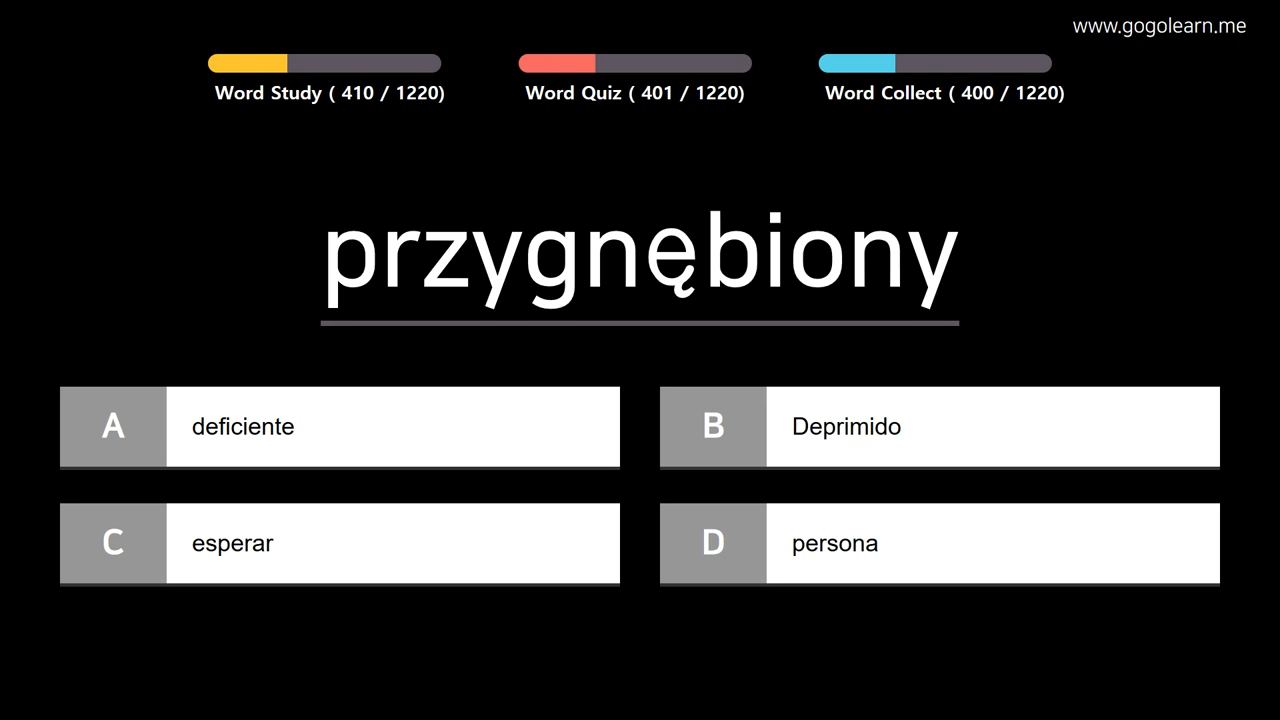 www.gogolearn.me
Word Study ( 410 / 1220)
Word Quiz ( 401 / 1220)
Word Collect ( 400 / 1220)
przygnębiony
A
deficiente
B
Deprimido
C
esperar
D
persona